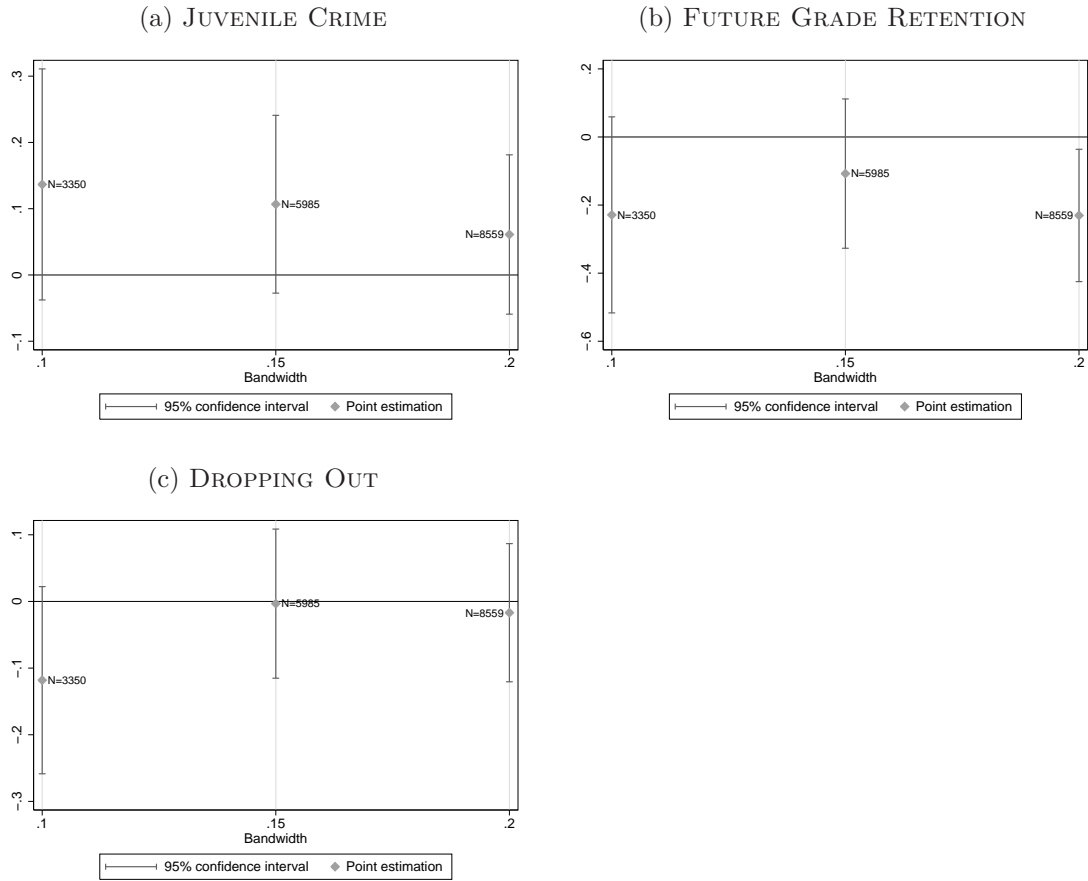 (a) JUVENILE CRIME
.3
.2
.1
0
-.1
N=3350
N=5985
N=8559
.1 .15 .2
Bandwidth
95% confidence interval Point estimation
(b) FUTURE GRADE RETENTION
.2
0
-.2
-.4
-.6
N=3350
N=5985
N=8559
.1 .15 .2
Bandwidth
95% confidence interval Point estimation
(c) DROPPING OUT
.1
0
-.1
-.2
-.3
N=3350
N=5985
N=8559
.1 .15 .2
Bandwidth
95% confidence interval Point estimation